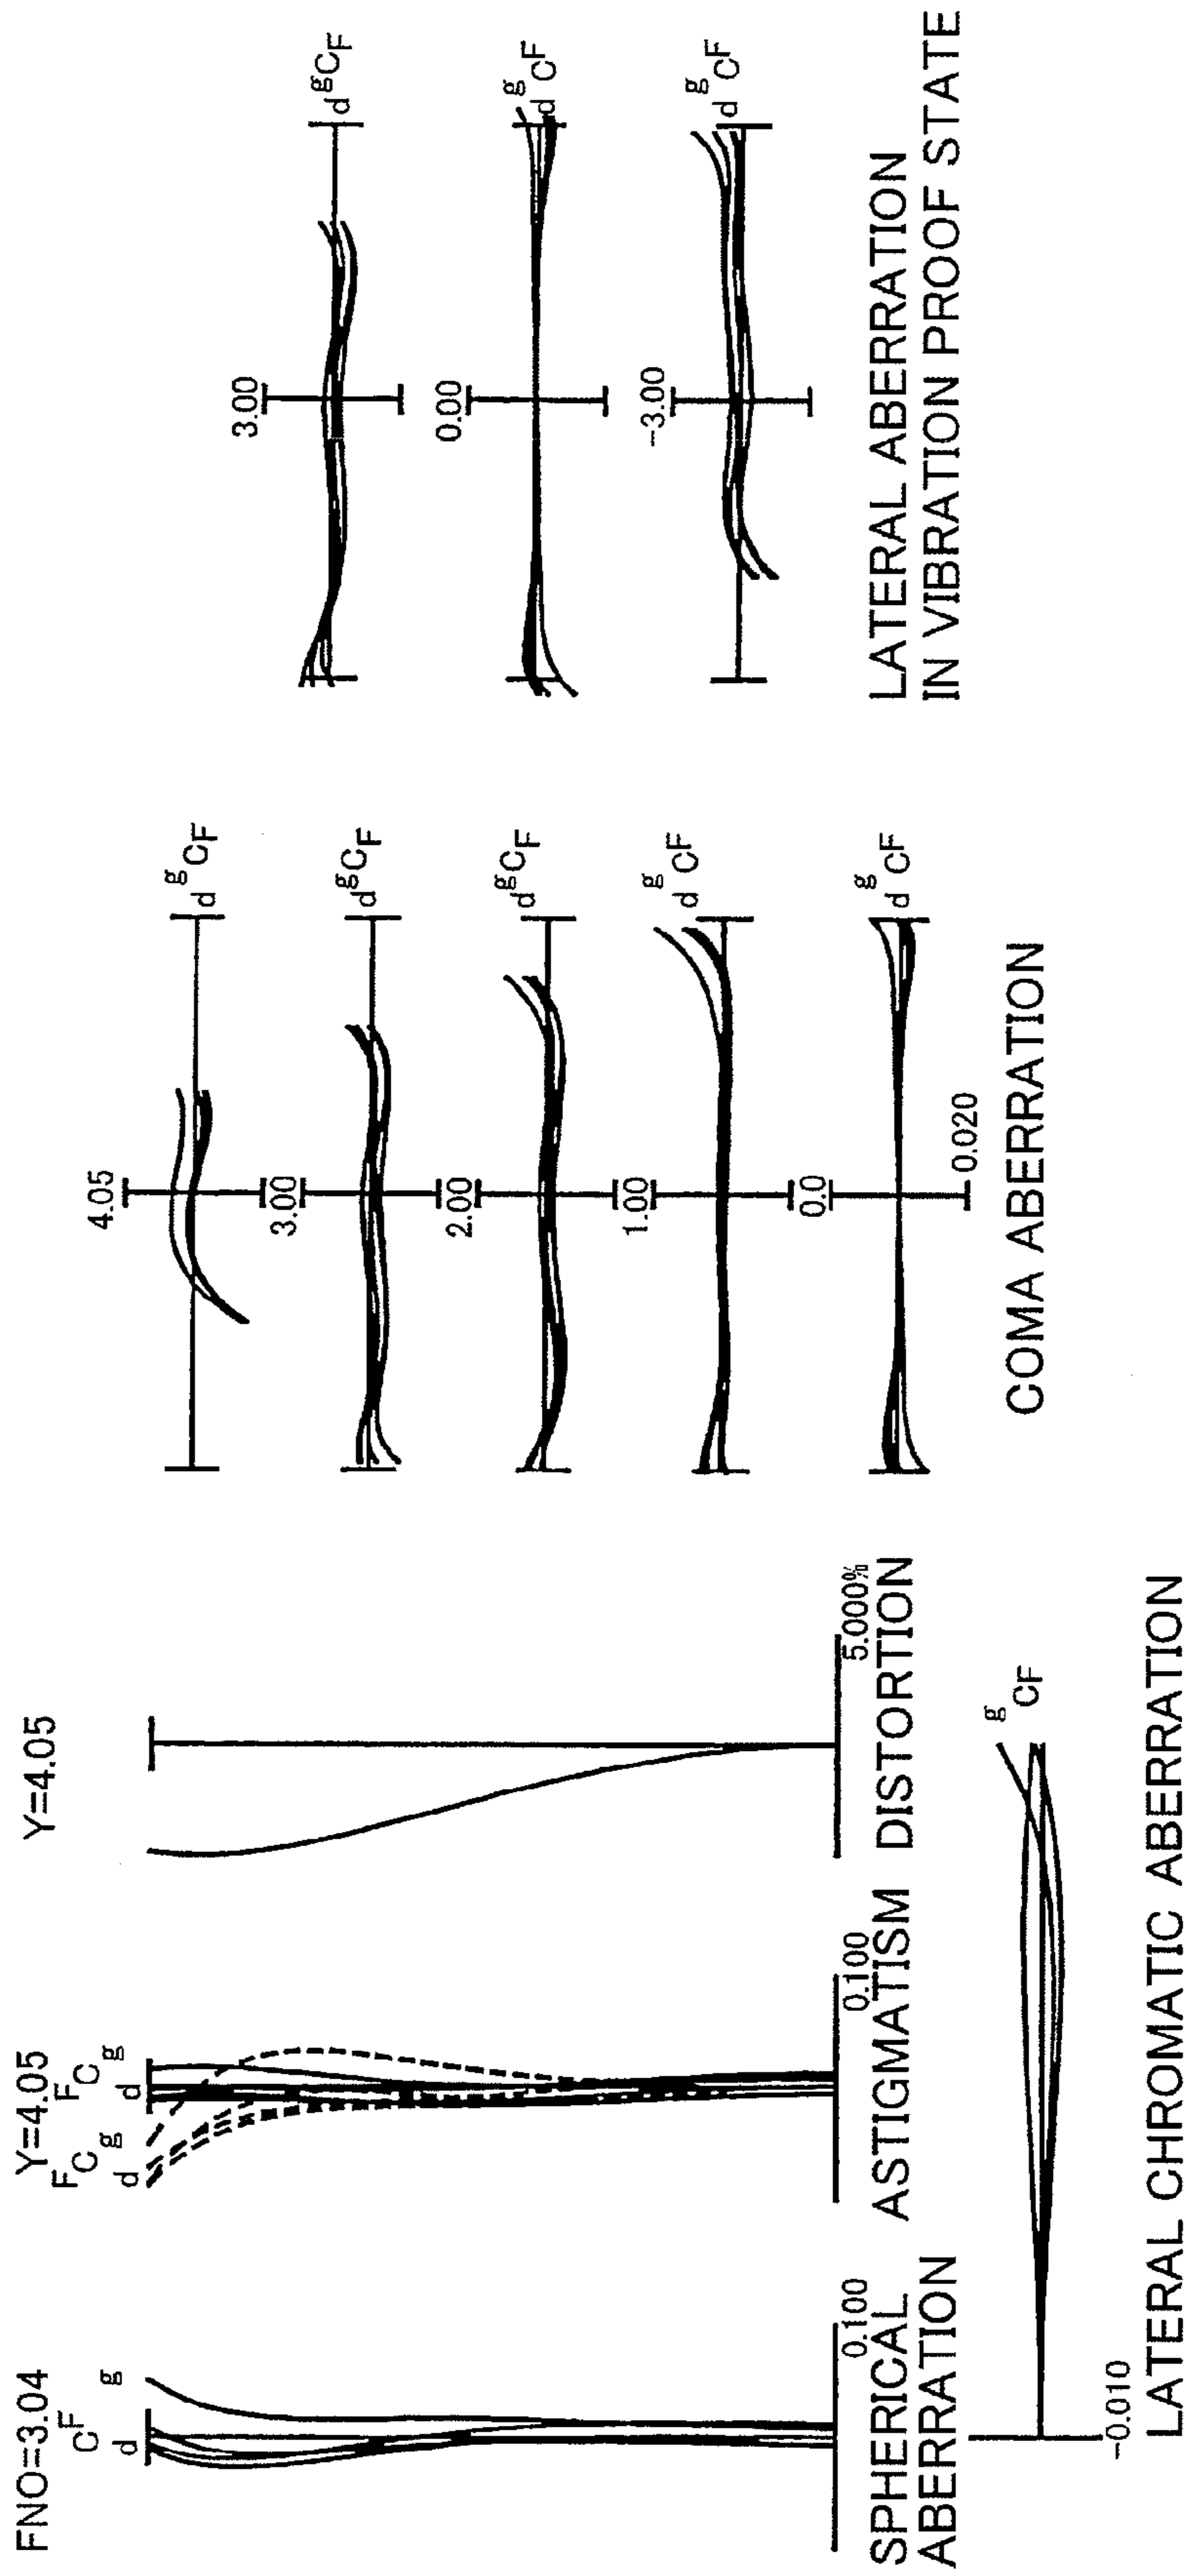 FNO=3.04
C F
d g
0.100
SPHERICAL
ABERRATION
Y=4.05
F C
d g
F C
d g
0.100
ASTIGMATISM
Y=4.05
5.000%
DISTORTION
g
CF
-0.010
LATERAL CHROMATIC ABERRATION
4.05
d g C F
3.00
d g C F
2.00
d g C F
1.00
d g C F
0.0
d g C F
0.020
COMA ABERRATION
3.00
d g C F
0.00
d g C F
-3.00
d g C F
LATERAL ABERRATION
IN VIBRATION PROOF STATE